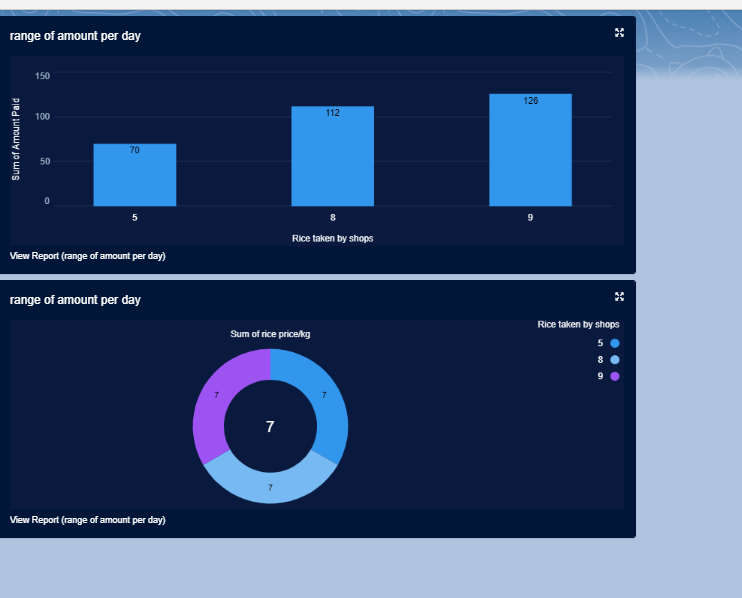 range of amount per day
150
100
50
0
Sum of Amount Paid
70
112
126
5
8
9
Rice taken by shops
View Report (range of amount per day)
range of amount per day
Sum of rice price/kg
Rice taken by shops
5
8
9
7
7
7
7
View Report (range of amount per day)